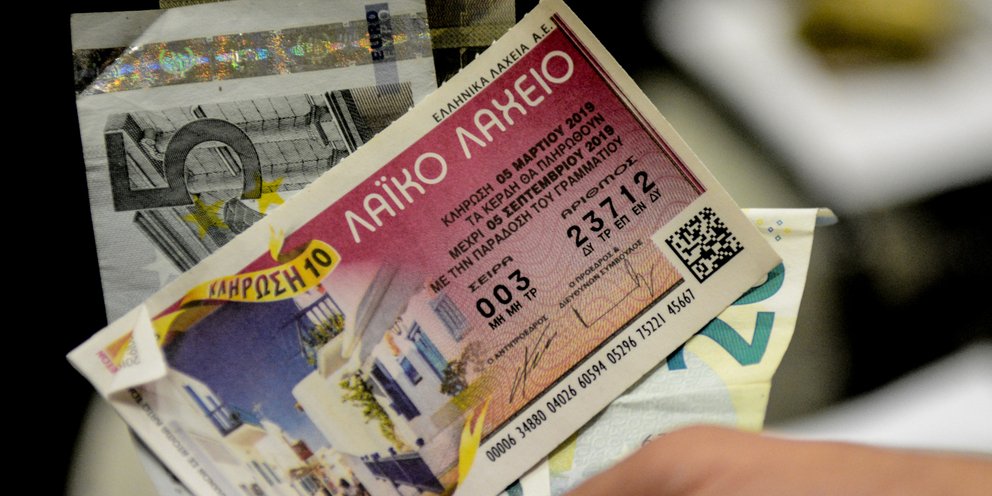 EURO
5
ΕΛΛΗΝΙΚΑ ΛΑΧΕΙΑ Α.Ε.
ΛΑΪΚΟ ΛΑΧΕΙΟ
ΚΛΗΡΩΣΗ 05 ΜΑΡΤΙΟΥ 2019
ΤΑ ΚΕΡΔΗ ΘΑ ΠΛΗΡΩΘΟΥΝ
ΜΕΧΡΙ 05 ΣΕΠΤΕΜΒΡΙΟΥ 2019
ΜΕ ΤΗΝ ΠΑΡΑΔΟΣΗ ΤΟΥ ΓΡΑΜΜΑΤΙΟΥ
ΣΕΙΡΑ
003
ΜΗ ΜΗ ΤΡ
ΑΡΙΘΜΟΣ
23712
ΔΥ ΤΡ ΕΠ ΕΝ ΔΥ
Ο ΑΝΤΙΠΡΟΕΔΡΟΣ
Ο ΠΡΟΕΔΡΟΣ &
ΔΙΕΥΘΥΝΩΝ ΣΥΜΒΟΥΛΟΣ
ΚΛΗΡΩΣΗ 10
00006 34880 04026 60594 05296 75221 45667
20